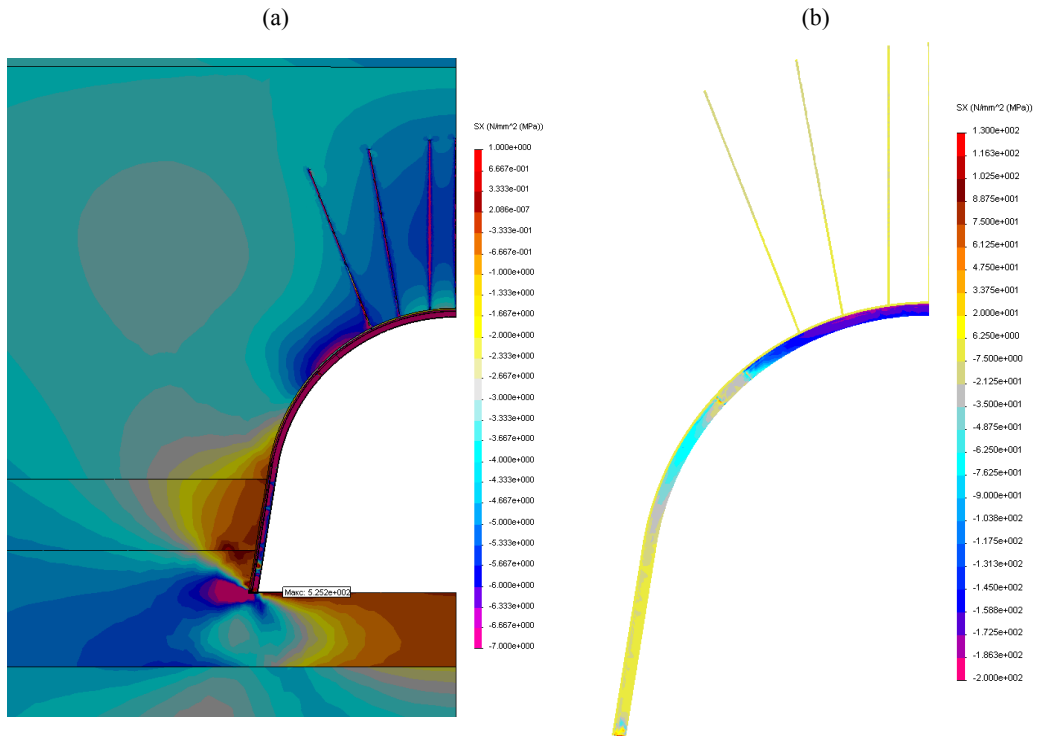 (a)
(b)
SX (N/mm^2 (MPa))
1.000e+000
6.667e-001
3.333e-001
2.086e-007
-3.333e-001
-6.667e-001
-1.000e+000
-1.333e+000
-1.667e+000
-2.000e+000
-2.333e+000
-2.667e+000
-3.000e+000
-3.333e+000
-3.667e+000
-4.000e+000
-4.333e+000
-4.667e+000
-5.000e+000
-5.333e+000
-5.667e+000
-6.000e+000
-6.333e+000
-6.667e+000
-7.000e+000
Макс: 5.252e+002
SX (N/mm^2 (MPa))
1.300e+002
1.163e+002
1.025e+002
8.875e+001
7.500e+001
6.125e+001
4.750e+001
3.375e+001
2.000e+001
6.250e+000
-7.500e+000
-2.125e+001
-3.500e+001
-4.875e+001
-6.250e+001
-7.625e+001
-9.000e+001
-1.038e+002
-1.175e+002
-1.313e+002
-1.450e+002
-1.588e+002
-1.725e+002
-1.863e+002
-2.000e+002